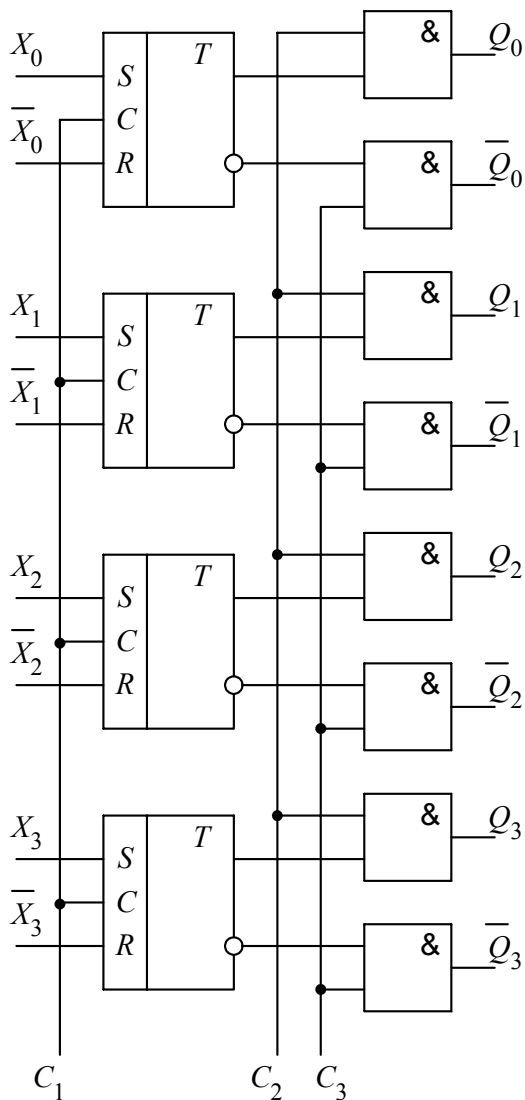 X₀ S T & Q₀
X̅₀ C
R & Q̅₀
X₁ S T & Q₁
X̅₁ C
R & Q̅₁
X₂ S T & Q₂
X̅₂ C
R & Q̅₂
X₃ S T & Q₃
X̅₃ C
R & Q̅₃
C₁ C₂ C₃